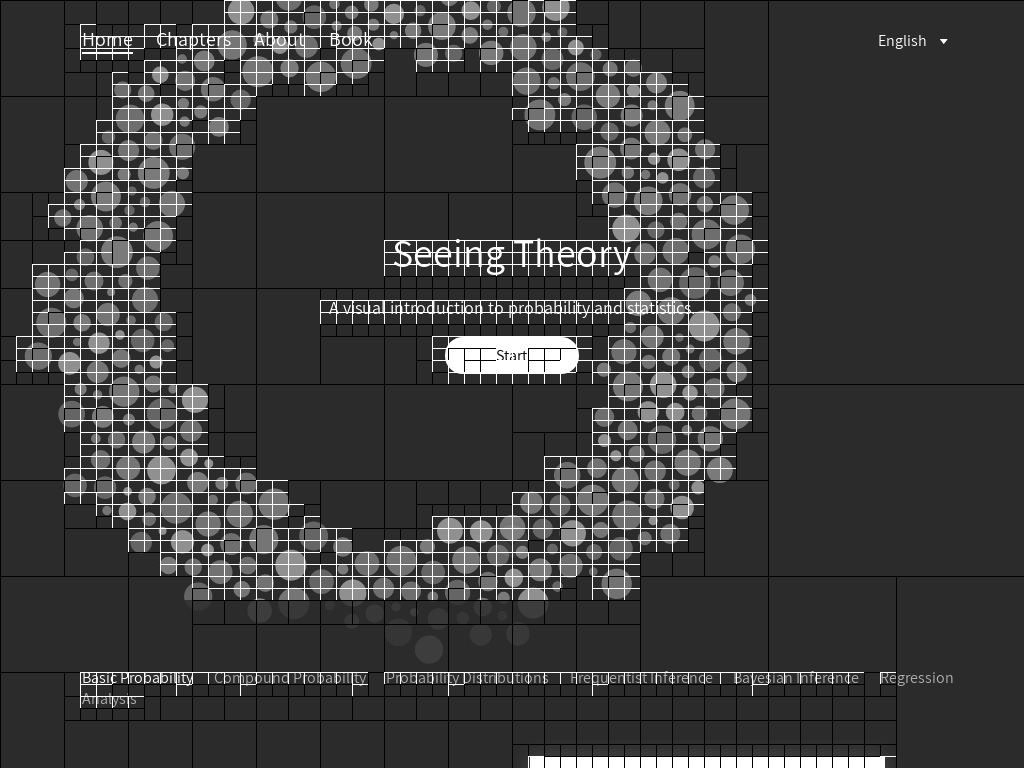 Home Chapters About Book
English
Seeing Theory
A visual introduction to probability and statistics.
Start
Basic Probability Compound Probability Probability Distributions Frequentist Inference Bayesian Inference Regression
Analysis